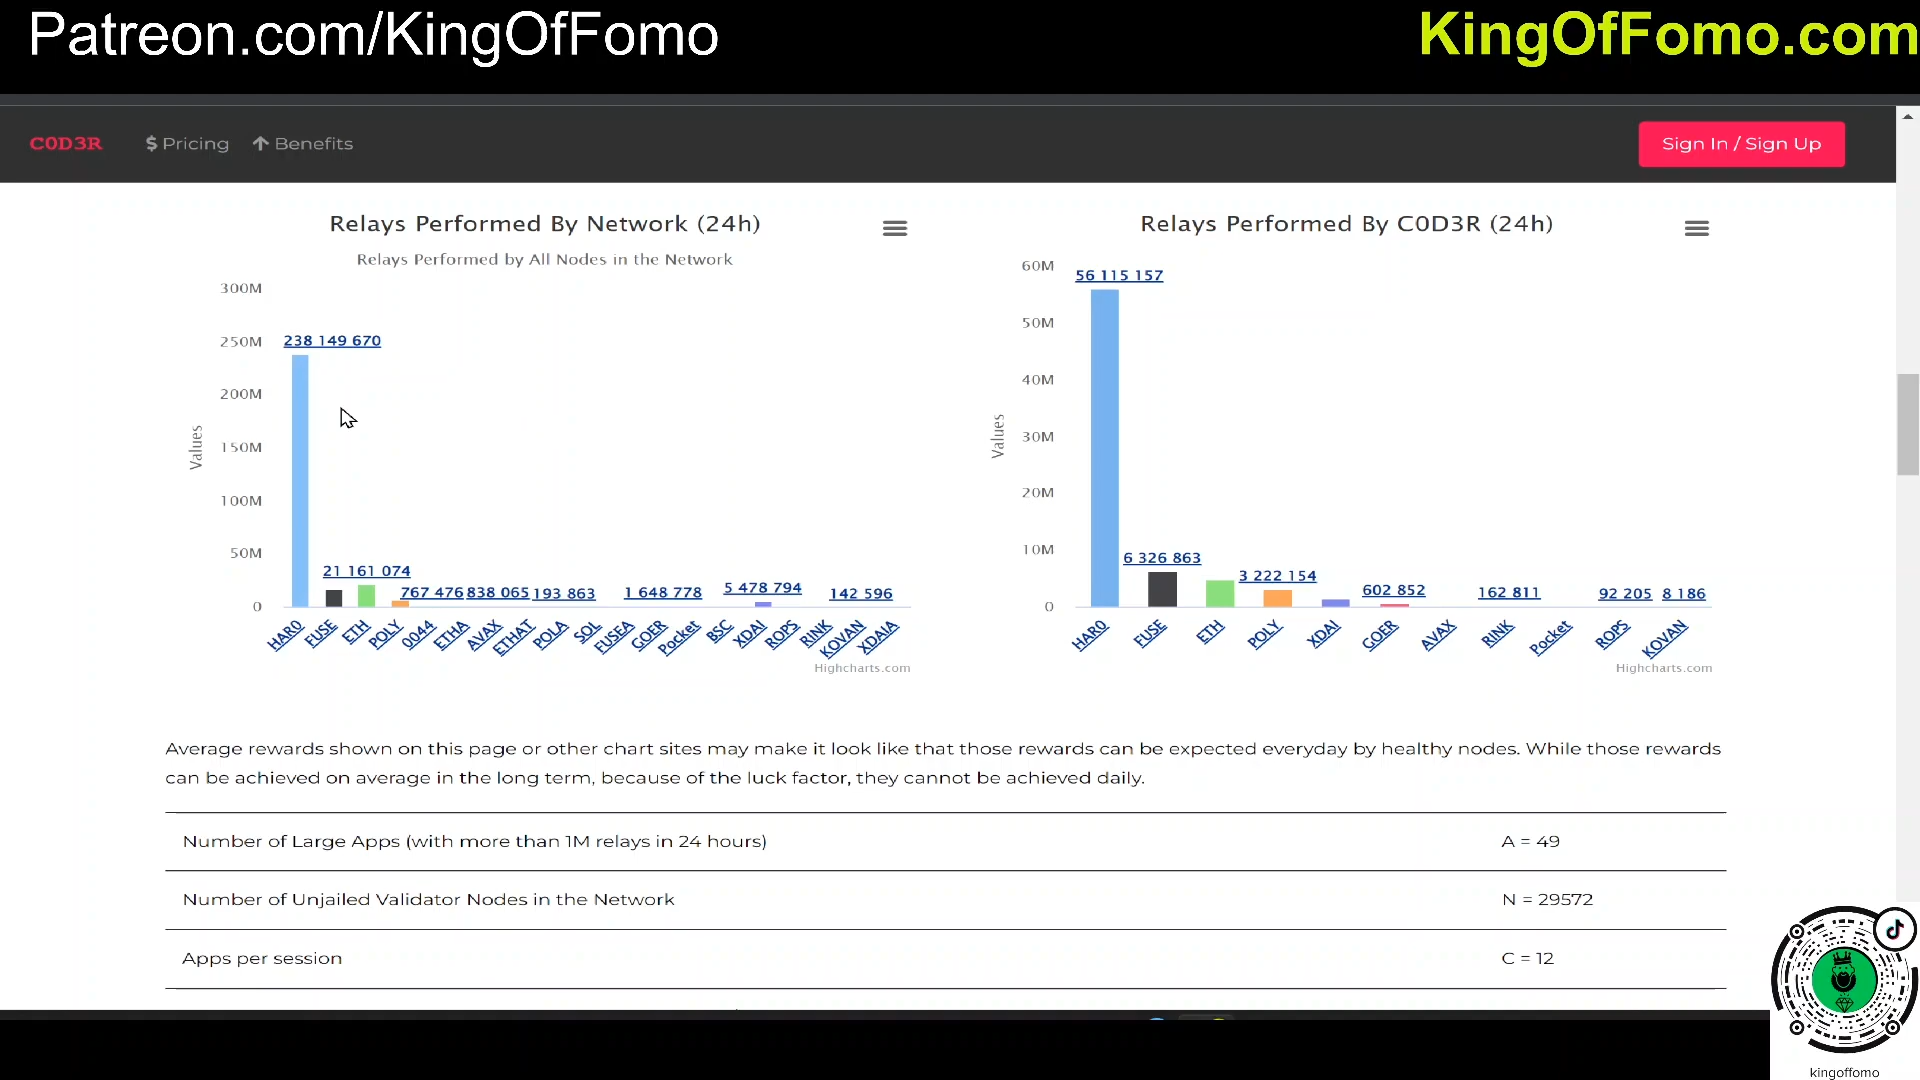 Patreon.com/KingOfFomo
KingOfFomo.com
C0D3R
$ Pricing
Benefits
Sign In / Sign Up
Relays Performed By Network (24h)
Relays Performed by All Nodes in the Network
Values
300M
250M
200M
150M
100M
50M
0
238 149 670
21 161 074
767 476
838 065
193 863
1 648 778
5 478 794
142 596
HAR0
FUSE
ETH
POLY
0044
ETHA
AVAX
ETHAT
POLA
SOL
FUSEA
GOER
Pocket
BSC
XDAI
ROPS
RINK
KOVAN
XDAIA
Highcharts.com
Relays Performed By C0D3R (24h)
Values
60M
50M
40M
30M
20M
10M
0
56 115 157
6 326 863
3 222 154
602 852
162 811
92 205
8 186
HAR0
FUSE
ETH
POLY
XDAI
GOER
AVAX
RINK
Pocket
ROPS
KOVAN
Highcharts.com
Average rewards shown on this page or other chart sites may make it look like that those rewards can be expected everyday by healthy nodes. While those rewards
can be achieved on average in the long term, because of the luck factor, they cannot be achieved daily.
Number of Large Apps (with more than 1M relays in 24 hours)
A = 49
Number of Unjailed Validator Nodes in the Network
N = 29572
Apps per session
C = 12
kingoffomo